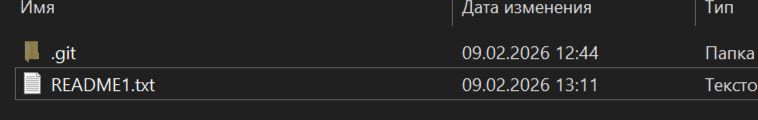 Имя Дата изменения Тип
.git 09.02.2026 12:44 Папка
README1.txt 09.02.2026 13:11 Тексто